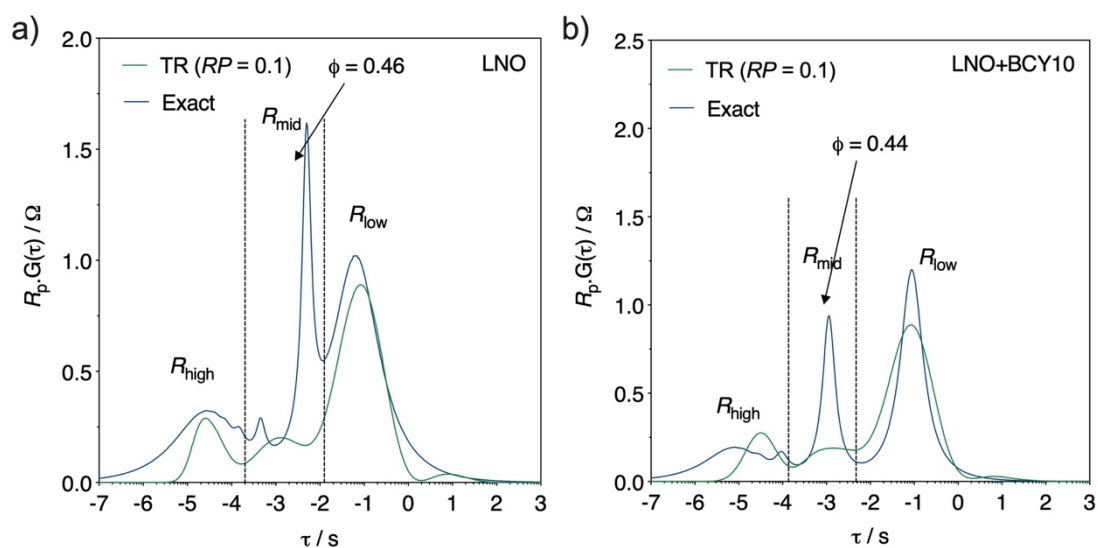 a)
2.0
1.5
1.0
0.5
0.0
Rp.G(τ) / Ω
TR (RP = 0.1)
Exact
ϕ = 0.46
LNO
Rmid
Rlow
Rhigh
-7 -6 -5 -4 -3 -2 -1 0 1 2 3
τ / s
b)
2.5
2.0
1.5
1.0
0.5
0.0
Rp.G(τ) / Ω
TR (RP = 0.1)
Exact
LNO+BCY10
ϕ = 0.44
Rmid
Rlow
Rhigh
-7 -6 -5 -4 -3 -2 -1 0 1 2 3
τ / s